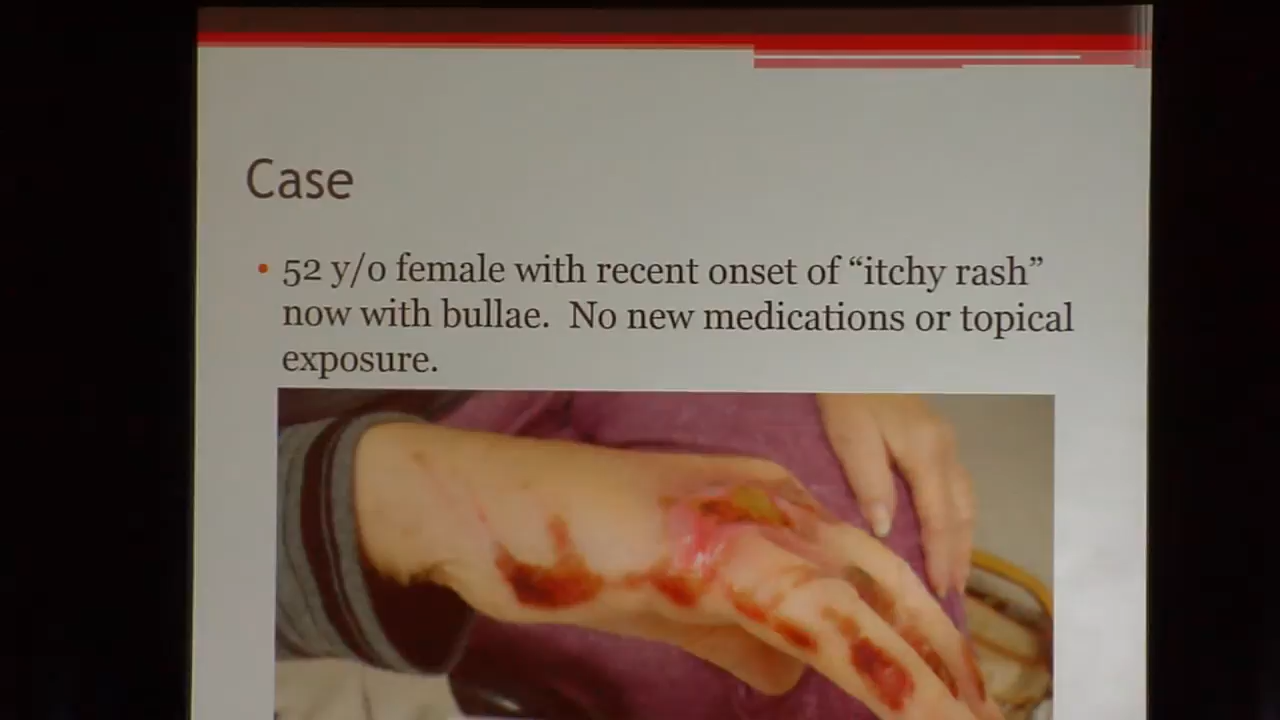 Case
• 52 y/o female with recent onset of “itchy rash”
now with bullae.  No new medications or topical
exposure.